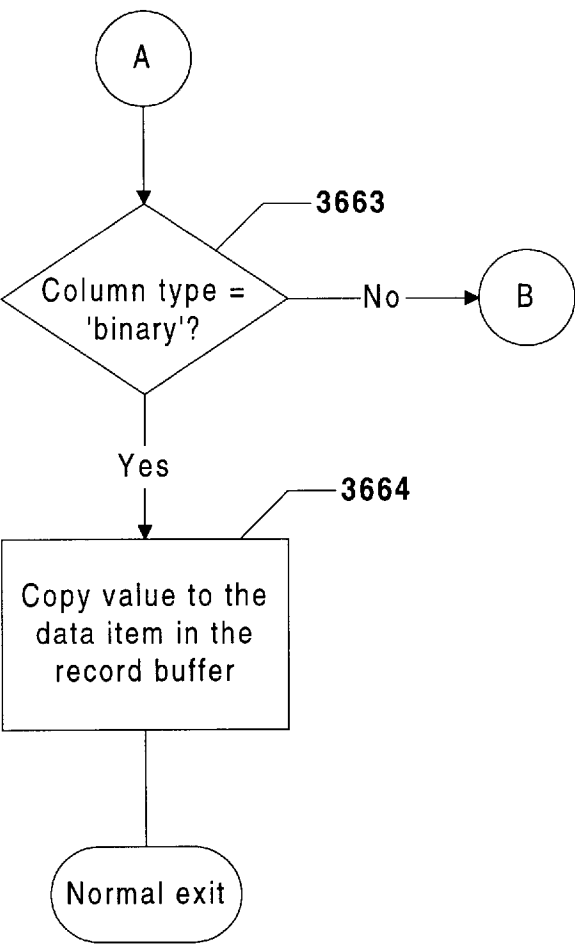 A
3663
Column type =
'binary'?
No
B
Yes
3664
Copy value to the
data item in the
record buffer
Normal exit